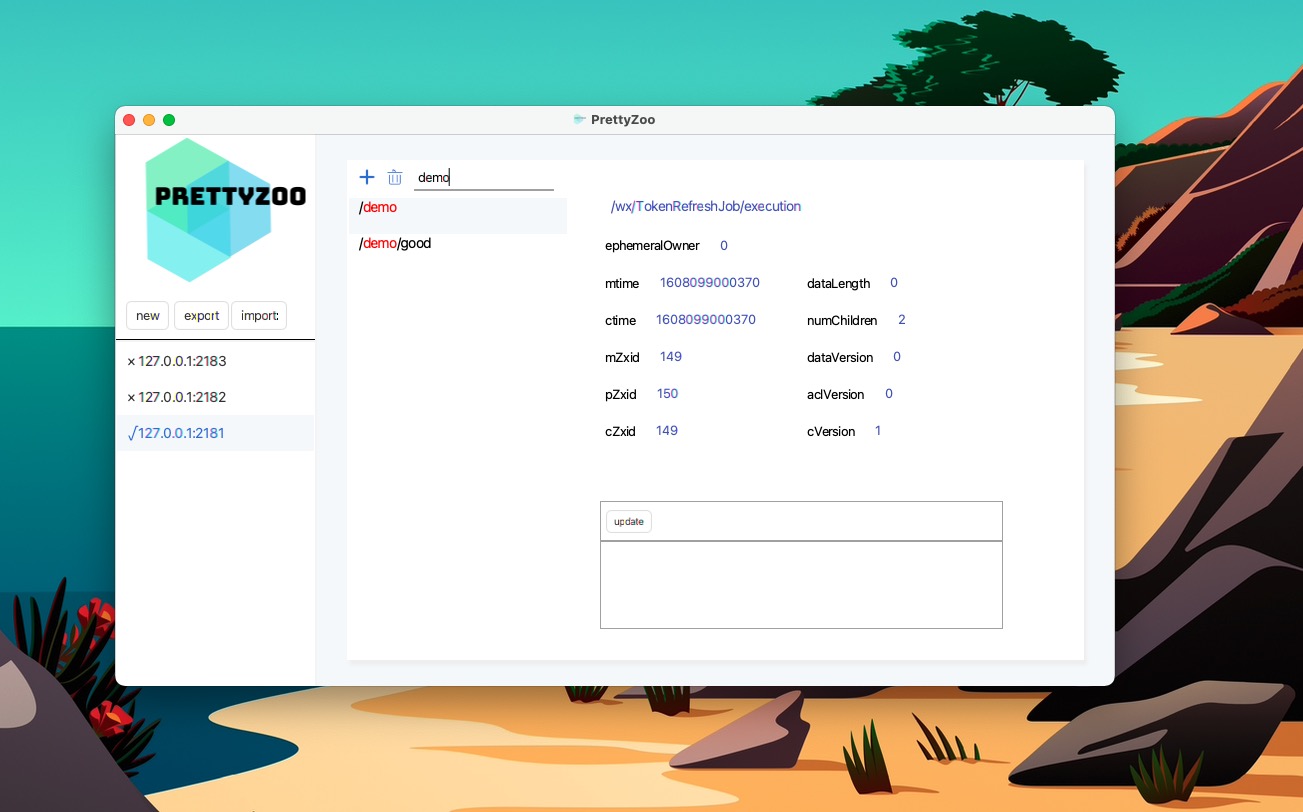 PrettyZoo
PRETTYZOO
new export import:
× 127.0.0.1:2183
× 127.0.0.1:2182
√127.0.0.1:2181
demo
/demo
/demo/good
/wx/TokenRefreshJob/execution
ephemeralOwner 0
mtime 1608099000370 dataLength 0
ctime 1608099000370 numChildren 2
mZxid 149 dataVersion 0
pZxid 150 aclVersion 0
cZxid 149 cVersion 1
update